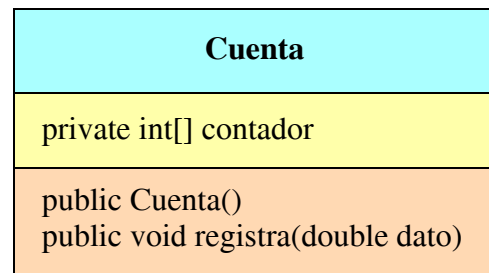 Cuenta
private int[] contador
public Cuenta()
public void registra(double dato)